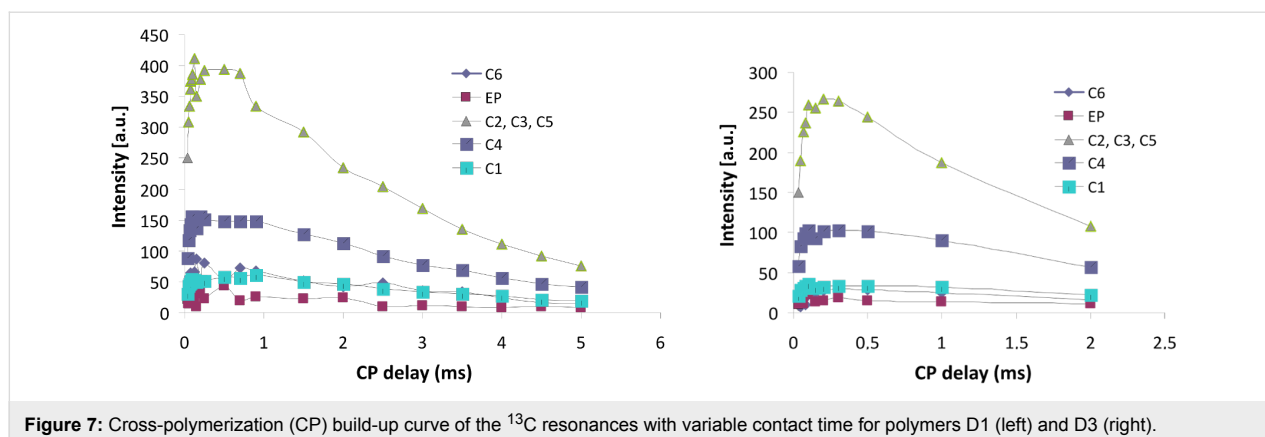 450
400
350
300
250
200
150
100
50
0
Intensity [a.u.]
C6
EP
C2, C3, C5
C4
C1
0 1 2 3 4 5 6
CP delay (ms)
300
250
200
150
100
50
0
Intensity [a.u.]
C6
EP
C2, C3, C5
C4
C1
0 0.5 1 1.5 2 2.5
CP delay (ms)
Figure 7: Cross-polymerization (CP) build-up curve of the 13C resonances with variable contact time for polymers D1 (left) and D3 (right).